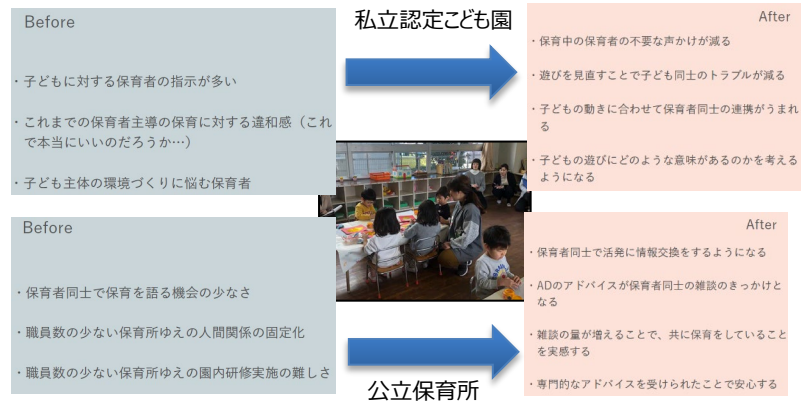 Before
・子どもに対する保育者の指示が多い
・これまでの保育者主導の保育に対する違和感（これ
で本当にいいのだろうか…）
・子ども主体の環境づくりに悩む保育者
私立認定こども園
After
・保育中の保育者の不要な声かけが減る
・遊びを見直すことで子ども同士のトラブルが減る
・子どもの動きに合わせて保育者同士の連携がうまれ
る
・子どもの遊びにどのような意味があるのかを考える
ようになる
Before
・保育者同士で保育を語る機会の少なさ
・職員数の少ない保育所ゆえの人間関係の固定化
・職員数の少ない保育所ゆえの園内研修実施の難しさ
公立保育所
After
・保育者同士で活発に情報交換をするようになる
・ADのアドバイスが保育者同士の雑談のきっかけと
なる
・雑談の量が増えることで、共に保育をしていること
を実感する
・専門的なアドバイスを受けられたことで安心する